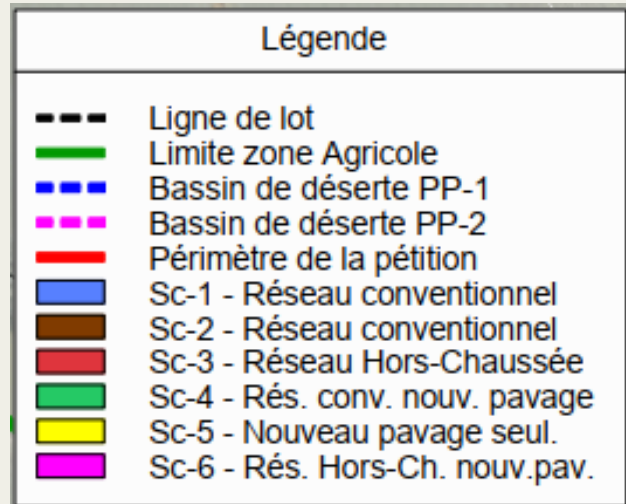 Légende
Ligne de lot
Limite zone Agricole
Bassin de déserte PP-1
Bassin de déserte PP-2
Périmètre de la pétition
Sc-1 - Réseau conventionnel
Sc-2 - Réseau conventionnel
Sc-3 - Réseau Hors-Chaussée
Sc-4 - Rés. conv. nouv. pavage
Sc-5 - Nouveau pavage seul.
Sc-6 - Rés. Hors-Ch. nouv.pav.